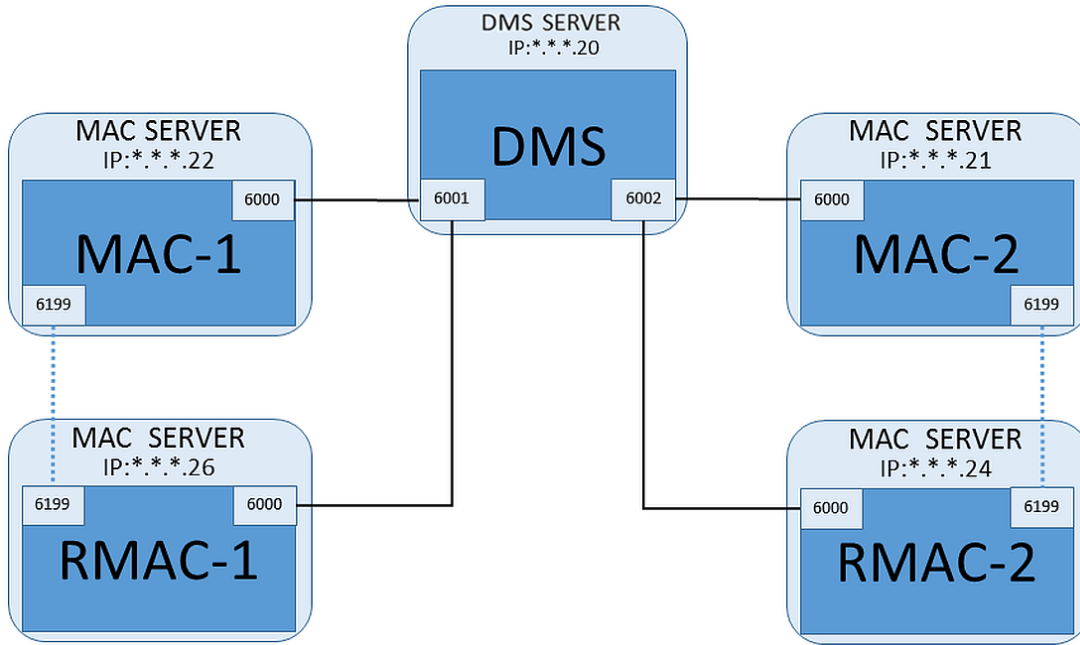 DMS SERVER
IP:*.*.*.20
DMS
6001
6002
MAC SERVER
IP:*.*.*.22
6000
MAC-1
6199
MAC SERVER
IP:*.*.*.21
6000
MAC-2
6199
MAC SERVER
IP:*.*.*.26
6199
6000
RMAC-1
MAC SERVER
IP:*.*.*.24
6000
6199
RMAC-2